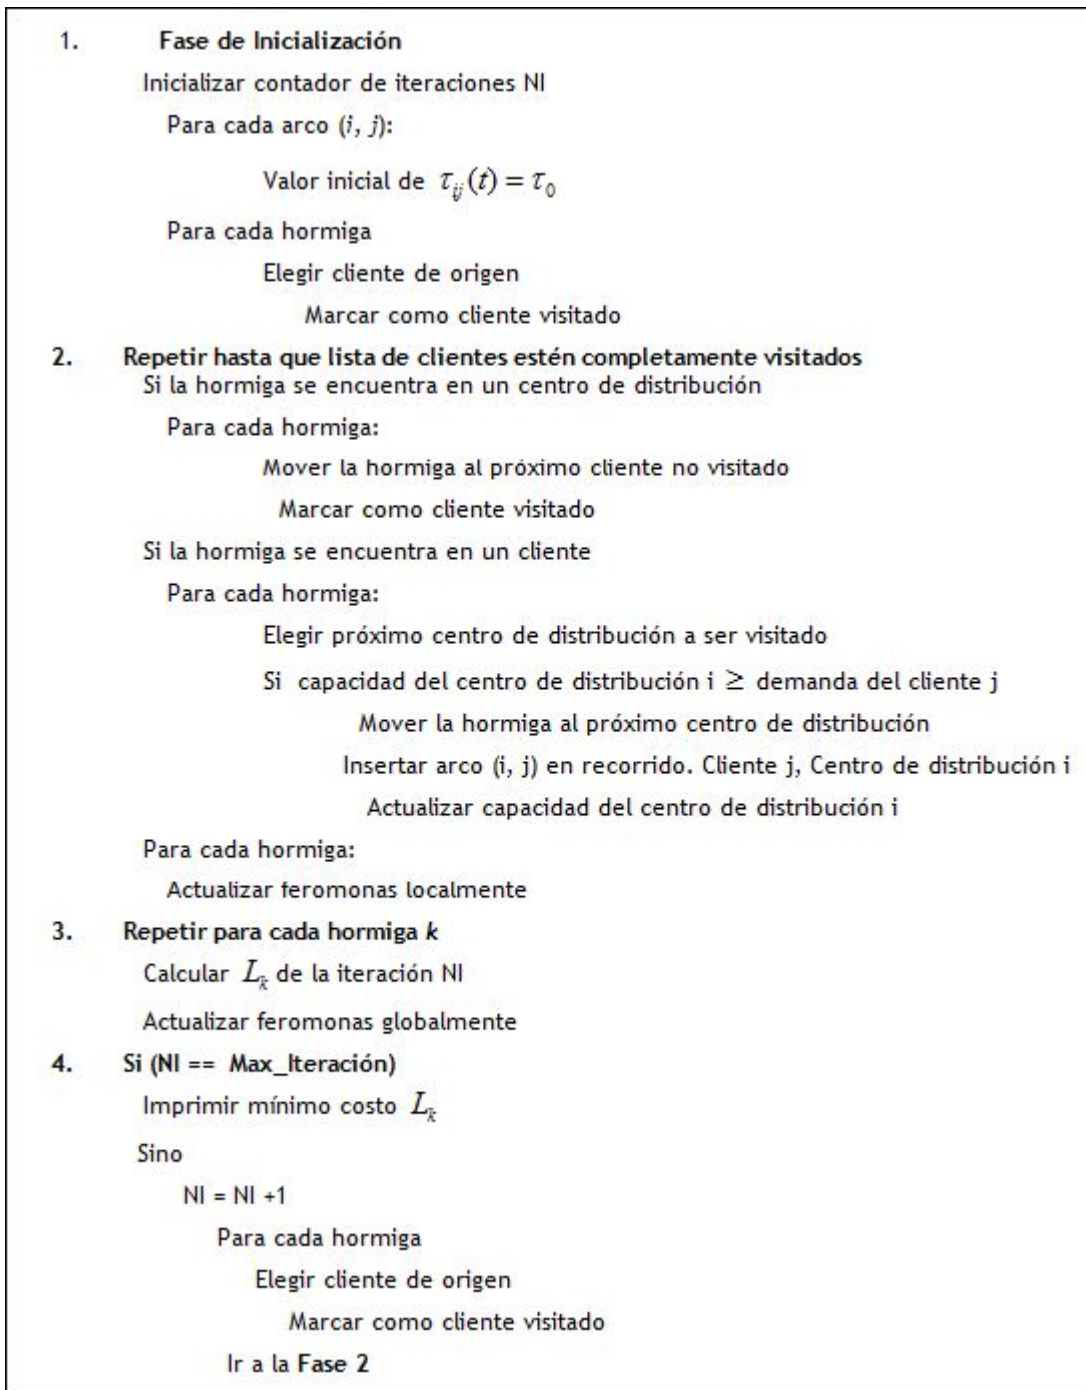 1. Fase de Inicialización
Inicializar contador de iteraciones NI
Para cada arco (i, j):
Valor inicial de τ_ij(t) = τ_0
Para cada hormiga
Elegir cliente de origen
Marcar como cliente visitado
2. Repetir hasta que lista de clientes estén completamente visitados
Si la hormiga se encuentra en un centro de distribución
Para cada hormiga:
Mover la hormiga al próximo cliente no visitado
Marcar como cliente visitado
Si la hormiga se encuentra en un cliente
Para cada hormiga:
Elegir próximo centro de distribución a ser visitado
Si capacidad del centro de distribución i ≥ demanda del cliente j
Mover la hormiga al próximo centro de distribución
Insertar arco (i, j) en recorrido. Cliente j, Centro de distribución i
Actualizar capacidad del centro de distribución i
Para cada hormiga:
Actualizar feromonas localmente
3. Repetir para cada hormiga k
Calcular L_k de la iteración NI
Actualizar feromonas globalmente
4. Si (NI == Max_Iteración)
Imprimir mínimo costo L_k
Sino
NI = NI +1
Para cada hormiga
Elegir cliente de origen
Marcar como cliente visitado
Ir a la Fase 2